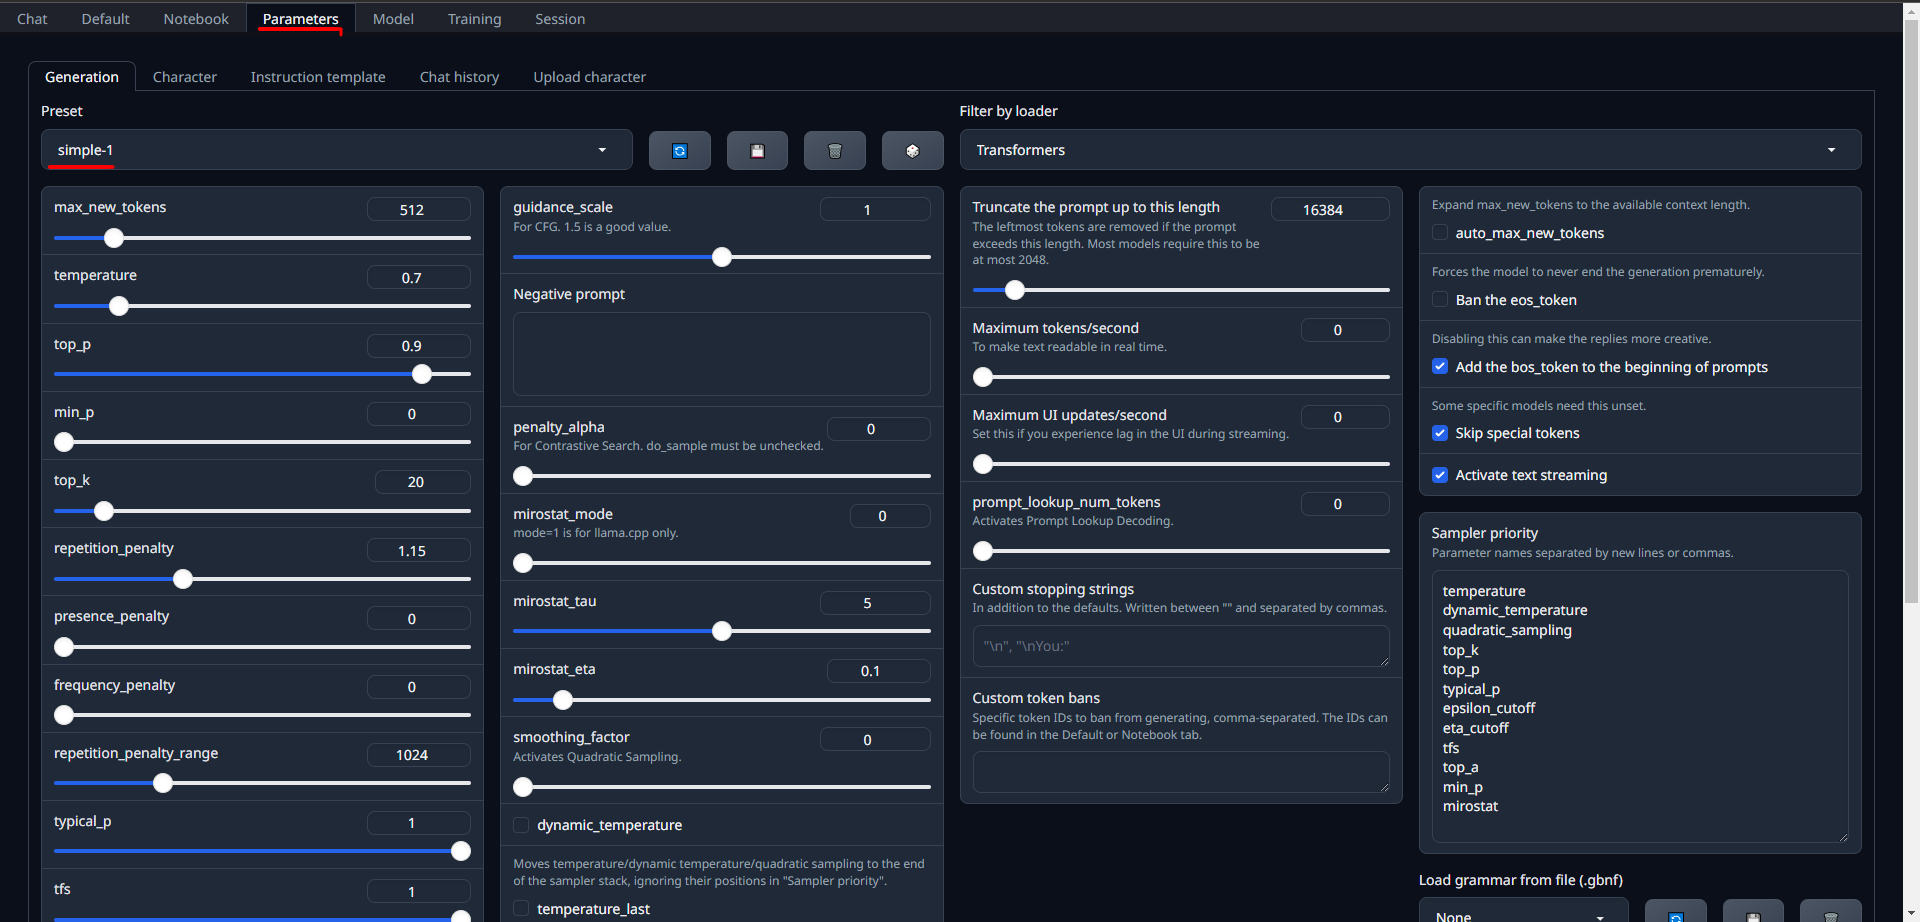 Chat Default Notebook Parameters Model Training Session
Generation Character Instruction template Chat history Upload character
Preset
simple-1
Filter by loader
Transformers
max_new_tokens 512
temperature 0.7
top_p 0.9
min_p 0
top_k 20
repetition_penalty 1.15
presence_penalty 0
frequency_penalty 0
repetition_penalty_range 1024
typical_p 1
tfs 1
guidance_scale 1
For CFG. 1.5 is a good value.
Negative prompt
penalty_alpha 0
For Contrastive Search. do_sample must be unchecked.
mirostat_mode 0
mode=1 is for llama.cpp only.
mirostat_tau 5
mirostat_eta 0.1
smoothing_factor 0
Activates Quadratic Sampling.
dynamic_temperature
Moves temperature/dynamic temperature/quadratic sampling to the end
of the sampler stack, ignoring their positions in "Sampler priority".
temperature_last
Truncate the prompt up to this length 16384
The leftmost tokens are removed if the prompt
exceeds this length. Most models require this to be
at most 2048.
Maximum tokens/second 0
To make text readable in real time.
Maximum UI updates/second 0
Set this if you experience lag in the UI during streaming.
prompt_lookup_num_tokens 0
Activates Prompt Lookup Decoding.
Custom stopping strings
In addition to the defaults. Written between "" and separated by commas.
"\n", "\nYou:"
Custom token bans
Specific token IDs to ban from generating, comma-separated. The IDs can
be found in the Default or Notebook tab.
Expand max_new_tokens to the available context length.
auto_max_new_tokens
Forces the model to never end the generation prematurely.
Ban the eos_token
Disabling this can make the replies more creative.
Add the bos_token to the beginning of prompts
Some specific models need this unset.
Skip special tokens
Activate text streaming
Sampler priority
Parameter names separated by new lines or commas.
temperature
dynamic_temperature
quadratic_sampling
top_k
top_p
typical_p
epsilon_cutoff
eta_cutoff
tfs
top_a
min_p
mirostat
Load grammar from file (.gbnf)
None